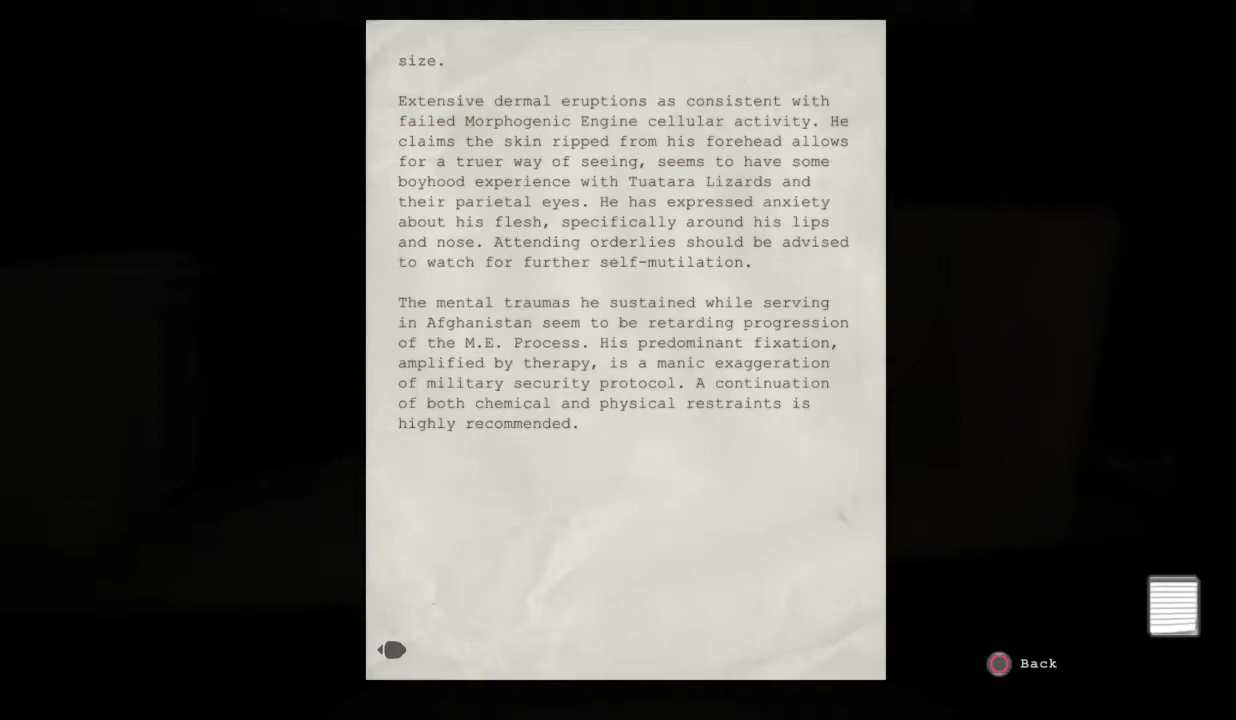 size.
Extensive dermal eruptions as consistent with
failed Morphogenic Engine cellular activity. He
claims the skin ripped from his forehead allows
for a truer way of seeing, seems to have some
boyhood experience with Tuatara Lizards and
their parietal eyes. He has expressed anxiety
about his flesh, specifically around his lips
and nose. Attending orderlies should be advised
to watch for further self-mutilation.
The mental traumas he sustained while serving
in Afghanistan seem to be retarding progression
of the M.E. Process. His predominant fixation,
amplified by therapy, is a manic exaggeration
of military security protocol. A continuation
of both chemical and physical restraints is
highly recommended.
Back